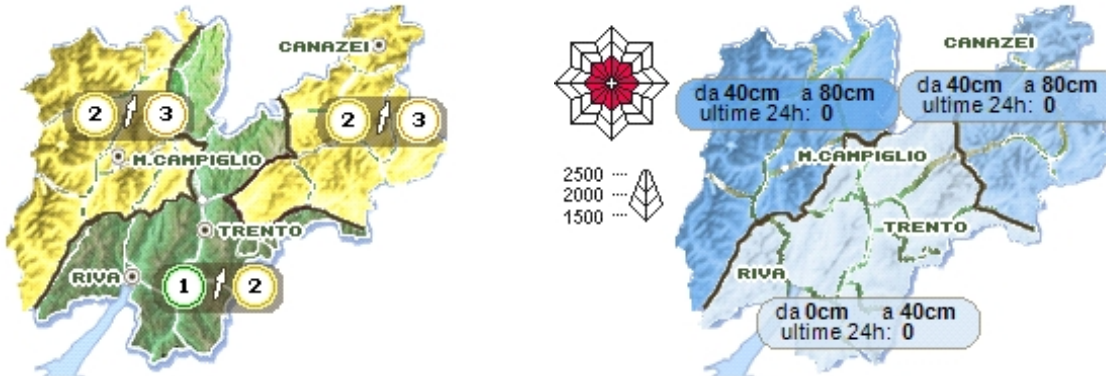 CANAZEI
2 3
2 3
M.CAMPIGLIO
TRENTO
RIVA
1 2
CANAZEI
da 40cm a 80cm
ultime 24h: 0
da 40cm a 80cm
ultime 24h: 0
M.CAMPIGLIO
2500
2000
1500
TRENTO
RIVA
da 0cm a 40cm
ultime 24h: 0